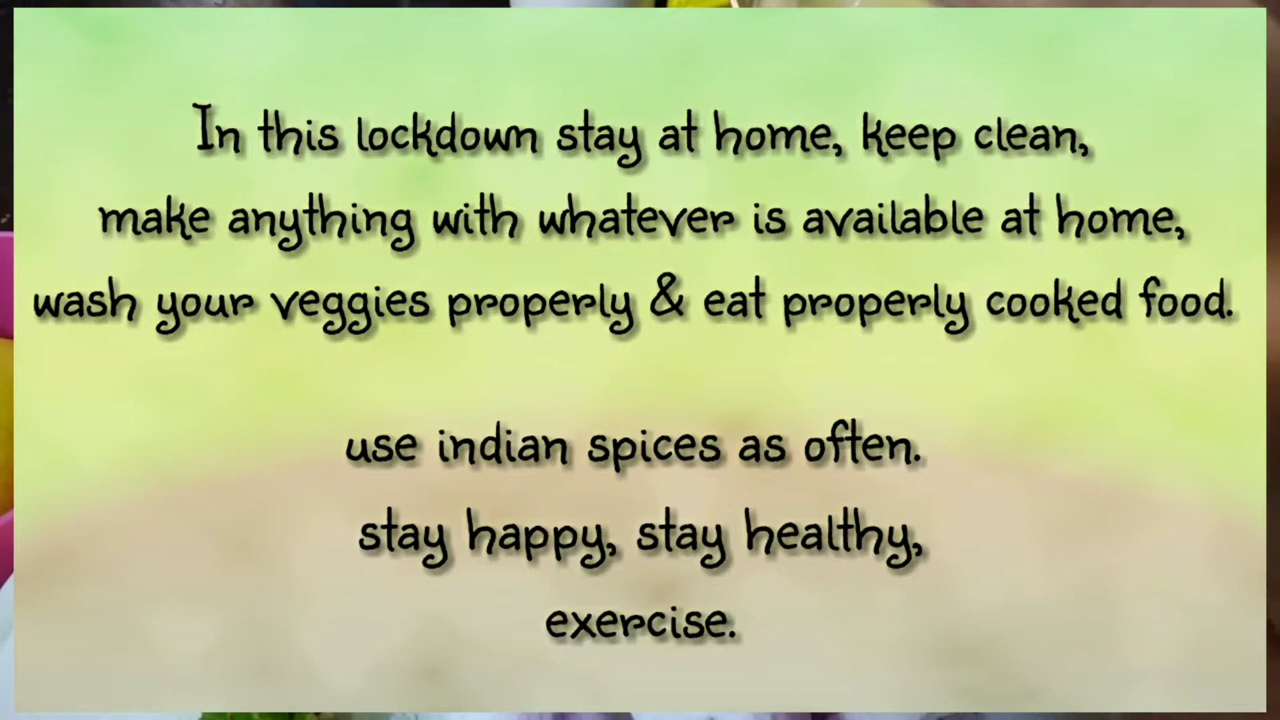 In this lockdown stay at home, keep clean,
make anything with whatever is available at home,
wash your veggies properly & eat properly cooked food.
use indian spices as often.
stay happy, stay healthy,
exercise.